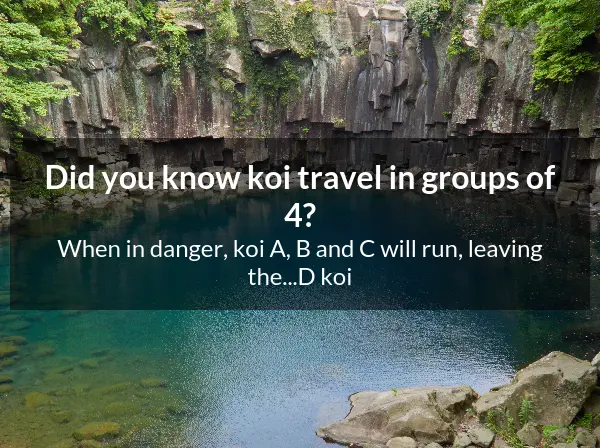 Did you know koi travel in groups of
4?
When in danger, koi A, B and C will run, leaving
the...D koi